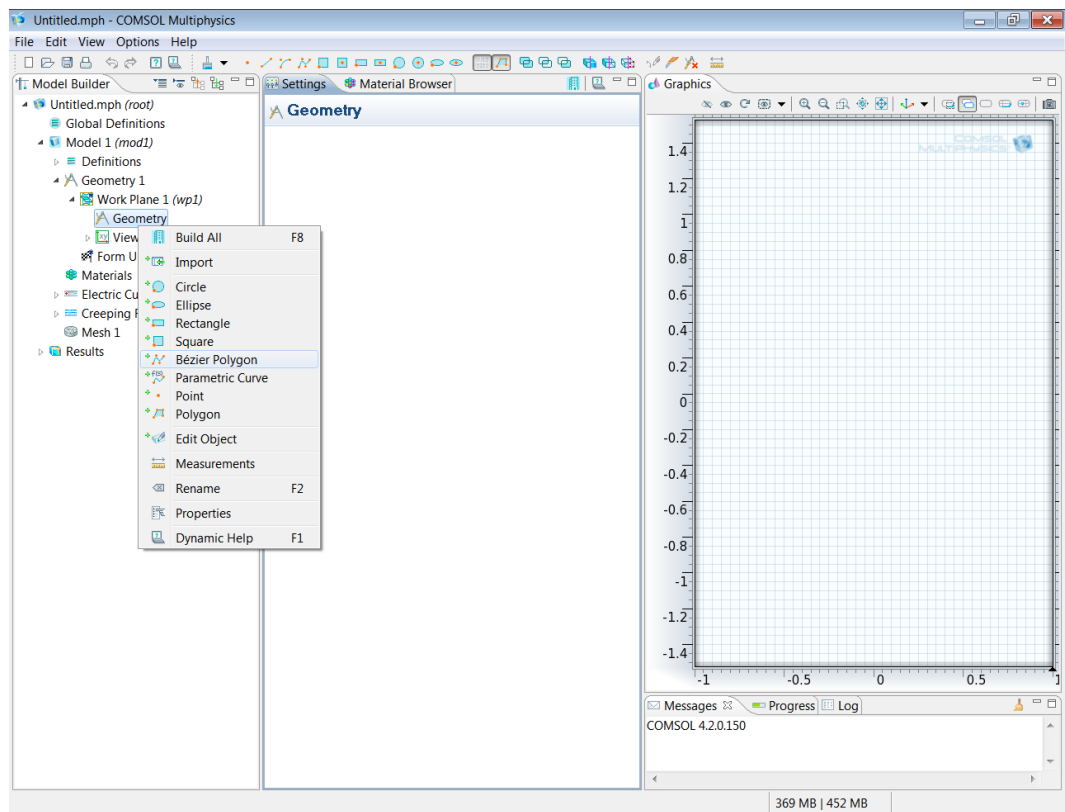 Untitled.mph - COMSOL Multiphysics
File Edit View Options Help
Model Builder
Untitled.mph (root)
Global Definitions
Model 1 (mod1)
Definitions
Geometry 1
Work Plane 1 (wp1)
Geometry
View
Form U
Materials
Electric Cu
Creeping F
Mesh 1
Results
Build All F8
Import
Circle
Ellipse
Rectangle
Square
Bézier Polygon
Parametric Curve
Point
Polygon
Edit Object
Measurements
Rename F2
Properties
Dynamic Help F1
Settings Material Browser
Geometry
Graphics
COMSOL
MULTIPHYSICS
1.4
1.2
1
0.8
0.6
0.4
0.2
0
-0.2
-0.4
-0.6
-0.8
-1
-1.2
-1.4
-1 -0.5 0 0.5 1
Messages Progress Log
COMSOL 4.2.0.150
369 MB | 452 MB